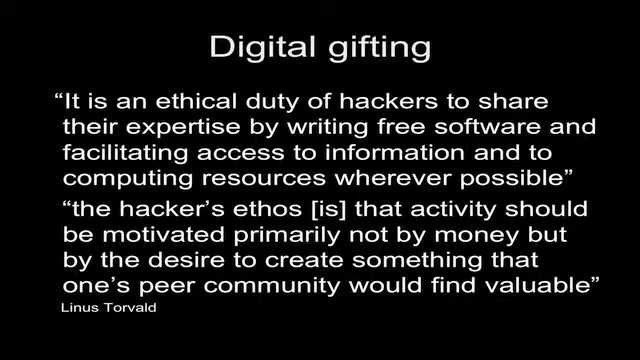 Digital gifting
“It is an ethical duty of hackers to share
their expertise by writing free software and
facilitating access to information and to
computing resources wherever possible”
“the hacker’s ethos [is] that activity should
be motivated primarily not by money but
by the desire to create something that
one’s peer community would find valuable”
Linus Torvald